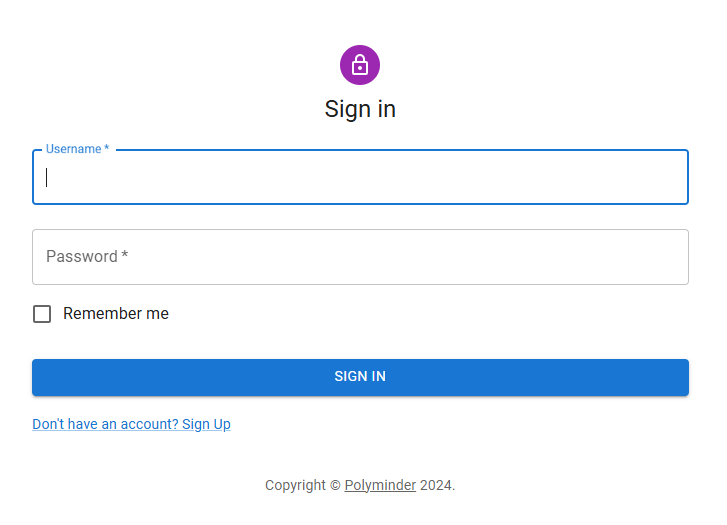 Sign in
Username *
Password *
Remember me
SIGN IN
Don't have an account? Sign Up
Copyright © Polyminder 2024.